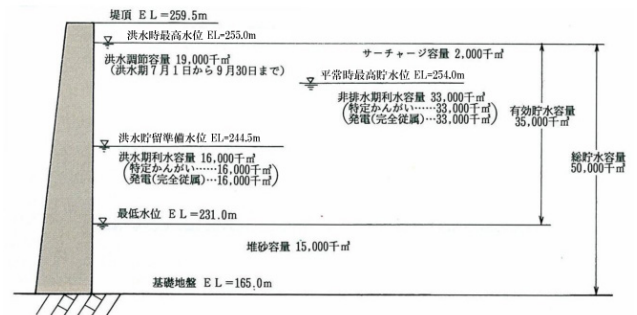 堤頂 EL=259.5m
洪水時最高水位 EL=255.0m
洪水調節容量 19,000千㎥
(洪水期7月1日から9月30日まで)
サーチャージ容量 2,000千㎥
平常時最高貯水位 EL=254.0m
非排水期利水容量 33,000千㎥
(特定かんがい……33,000千㎥)
(発電(完全従属)…33,000千㎥)
有効貯水容量
35,000千㎥
洪水貯留準備水位 EL=244.5m
洪水期利水容量 16,000千㎥
(特定かんがい……16,000千㎥)
(発電(完全従属)…16,000千㎥)
総貯水容量
50,000千㎥
最低水位 EL=231.0m
堆砂容量 15,000千㎥
基礎地盤 EL=165.0m